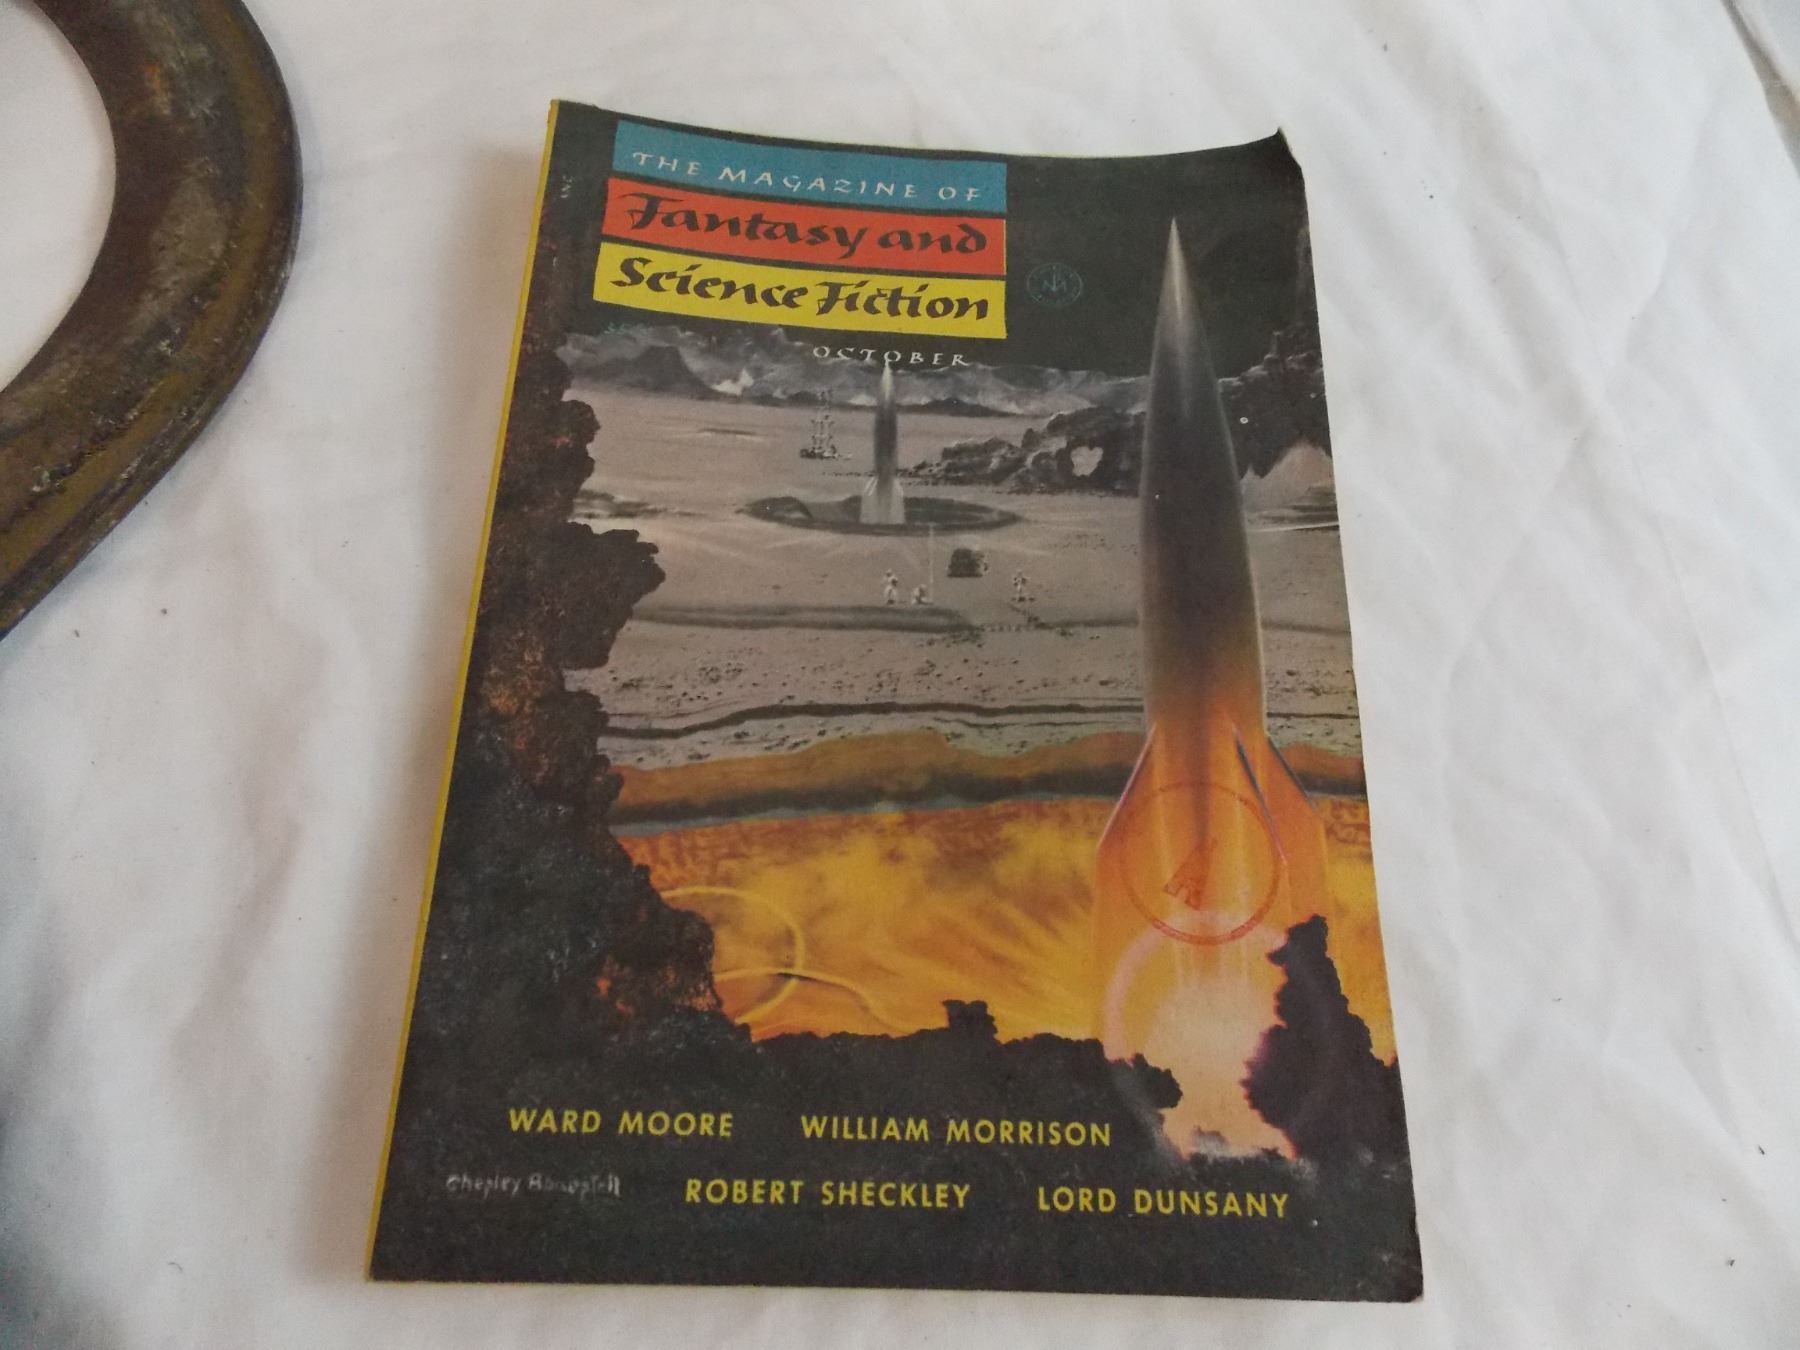 THE MAGAZINE OF
Fantasy and
Science Fiction
OCTOBER
WARD MOORE WILLIAM MORRISON
Chesley Bonestell
ROBERT SHECKLEY LORD DUNSANY